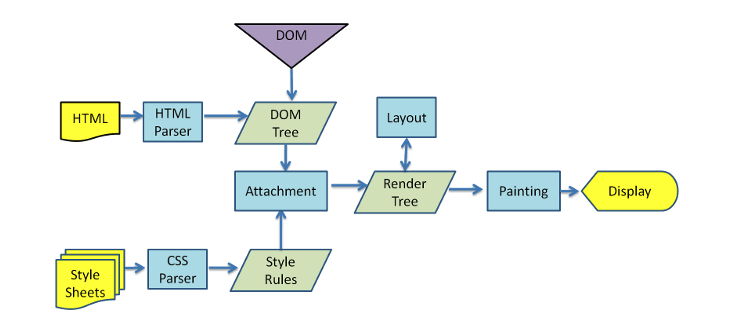 DOM
HTML
HTML
Parser
DOM
Tree
Layout
Attachment
Render
Tree
Painting
Display
Style
Sheets
CSS
Parser
Style
Rules